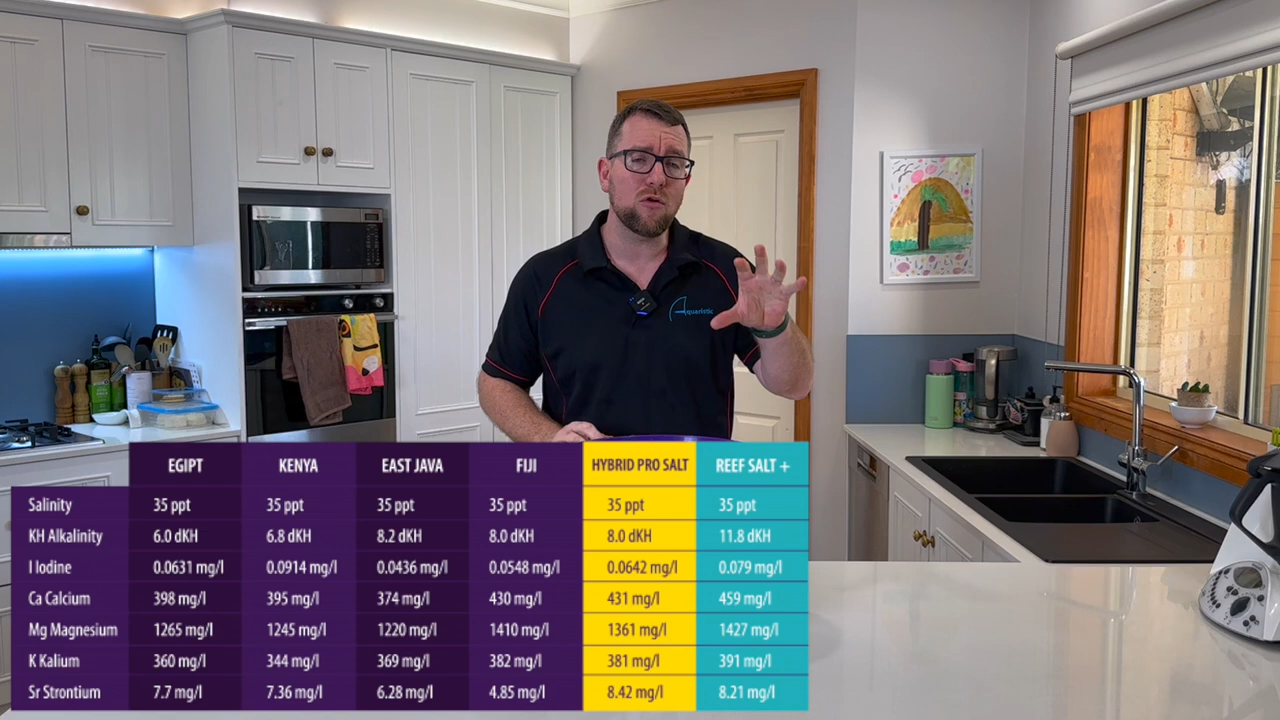 Aquaristic
EGIPT KENYA EAST JAVA FIJI HYBRID PRO SALT REEF SALT +
Salinity 35 ppt 35 ppt 35 ppt 35 ppt 35 ppt 35 ppt
KH Alkalinity 6.0 dKH 6.8 dKH 8.2 dKH 8.0 dKH 8.0 dKH 11.8 dKH
I Iodine 0.0631 mg/l 0.0914 mg/l 0.0436 mg/l 0.0548 mg/l 0.0642 mg/l 0.079 mg/l
Ca Calcium 398 mg/l 395 mg/l 374 mg/l 430 mg/l 431 mg/l 459 mg/l
Mg Magnesium 1265 mg/l 1245 mg/l 1220 mg/l 1410 mg/l 1361 mg/l 1427 mg/l
K Kalium 360 mg/l 344 mg/l 369 mg/l 382 mg/l 381 mg/l 391 mg/l
Sr Strontium 7.7 mg/l 7.36 mg/l 6.28 mg/l 4.85 mg/l 8.42 mg/l 8.21 mg/l